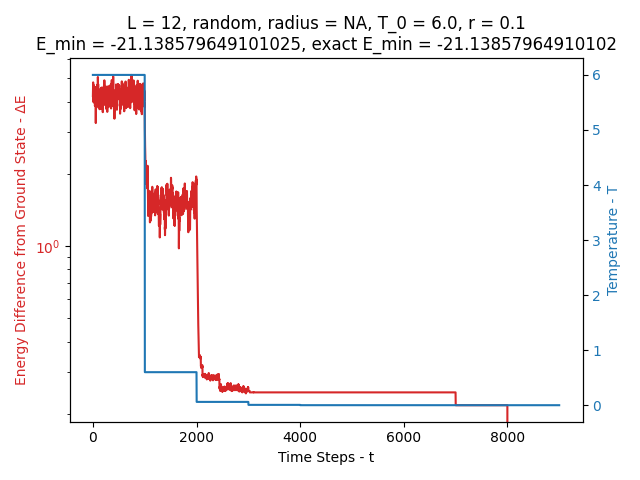 L = 12, random, radius = NA, T_0 = 6.0, r = 0.1
E_min = -21.138579649101025, exact E_min = -21.13857964910102
Energy Difference from Ground State - ΔE
10⁰
6
5
4
3
2
1
0
Temperature - T
0
2000
4000
6000
8000
Time Steps - t